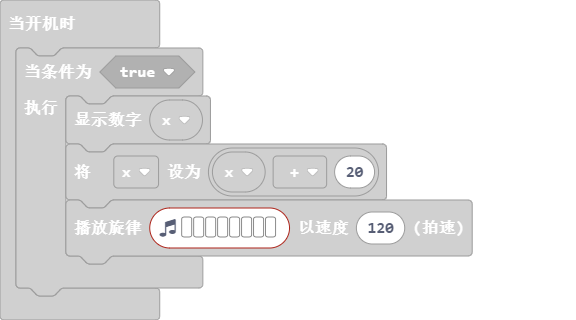 当开机时
当条件为 true
执行
显示数字 x
将 x 设为 x + 20
播放旋律 以速度 120 (拍速)